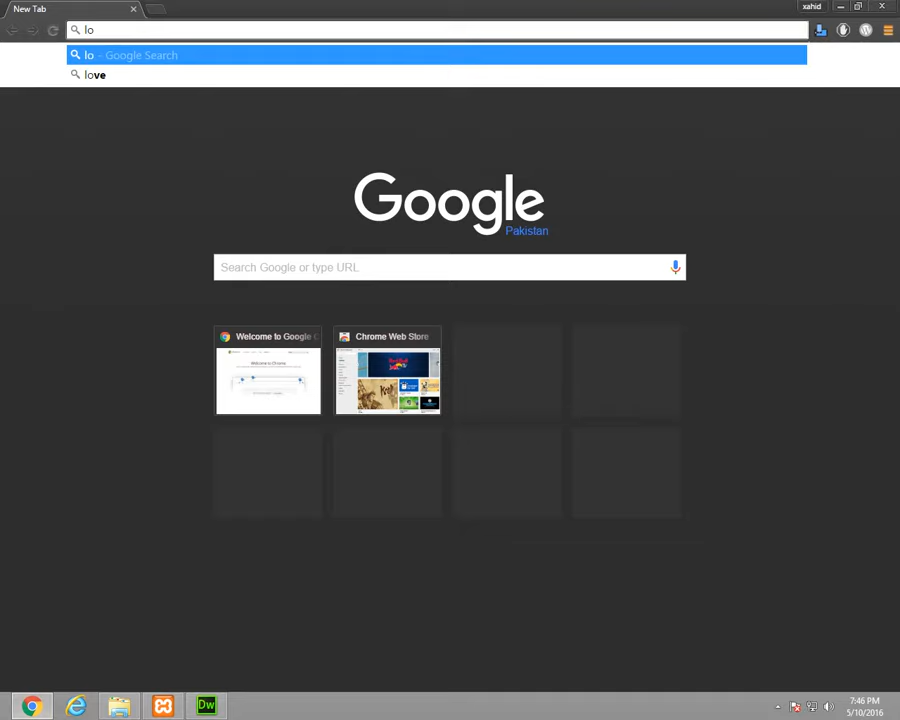 New Tab
xahid
lo
lo - Google Search
love
Google
Pakistan
Search Google or type URL
Welcome to Google
Chrome Web Store
Dw
7:46 PM
5/10/2016